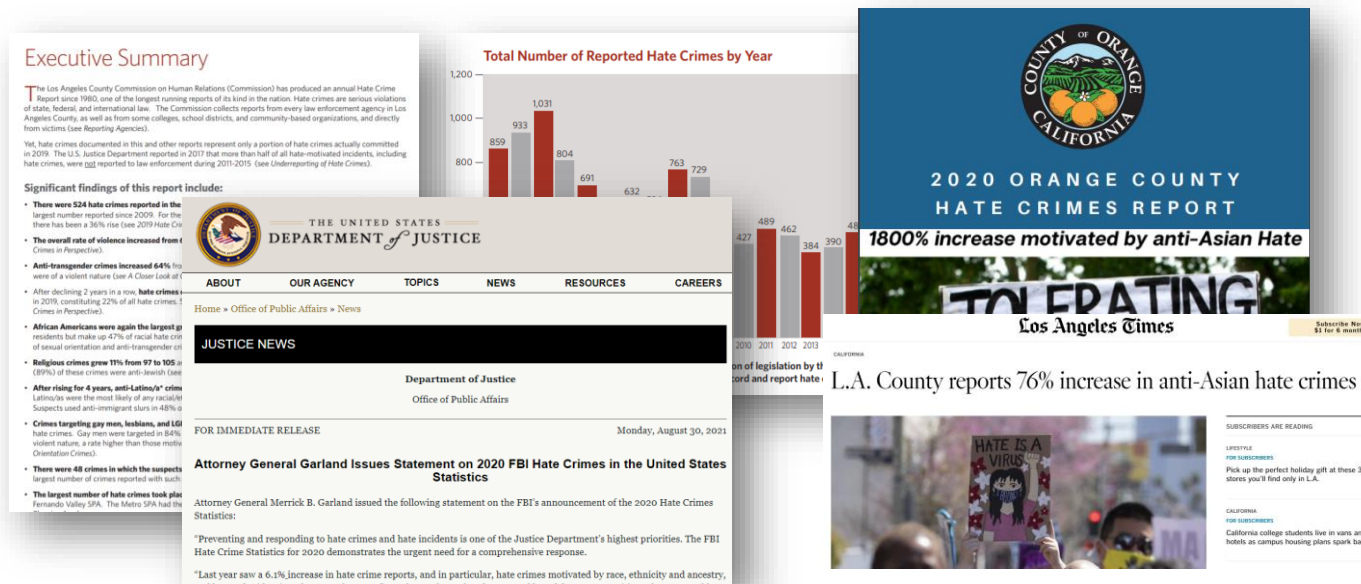 Executive Summary
The Los Angeles County Commission on Human Relations (Commission) has produced an annual Hate Crime
Report since 1980, one of the longest running reports of its kind in the nation. Hate crimes are serious violations
of state, federal, and international law. The Commission collects reports from every law enforcement agency in Los
Angeles County, as well as from some colleges, school districts, and community-based organizations, and directly
from victims (see Reporting Agencies).
Yet, hate crimes documented in this and other reports represent only a portion of hate crimes actually committed
in 2019. The U.S. Justice Department reported in 2017 that more than half of all hate-motivated incidents, including
hate crimes, were not reported to law enforcement during 2011-2015 (see Underreporting of Hate Crimes).
Significant findings of this report include:
• There were 524 hate crimes reported in the
largest number reported since 2009. For the
there has been a 36% rise (see 2019 Hate
• The overall rate of violence increased from
Crimes in Perspective).
• Anti-transgender crimes increased 64%
were of a violent nature (see A Closer Look at
• After declining 2 years in a row, hate crimes
in 2019, constituting 22% of all hate crimes.
Crimes in Perspective).
• African Americans were again the largest
residents but make up 47% of racial hate
of sexual orientation and anti-transgender
• Religious crimes grew 11% from 97 to 105
(89%) of these crimes were anti-Jewish (see
• After rising for 4 years, anti-Latino/a*
Latino/as were the most likely of any
Suspects used anti-immigrant slurs in 48%
• Crimes targeting gay men, lesbians, and
hate crimes. Gay men were targeted in 84%
violent nature, a rate higher than those
Orientation Crimes).
• There were 48 crimes in which the suspects
largest number of crimes reported with such
• The largest number of hate crimes took
Fernando Valley SPA. The Metro SPA had the
Total Number of Reported Hate Crimes by Year
1,200
1,000
800
859
933
1,031
804
691
632
763
729
427
489
462
384
390
48
2010 2011 2012 2013
on of legislation by th
ord and report hate
THE UNITED STATES
DEPARTMENT of JUSTICE
ABOUT OUR AGENCY TOPICS NEWS RESOURCES CAREERS
Home » Office of Public Affairs » News
JUSTICE NEWS
Department of Justice
Office of Public Affairs
FOR IMMEDIATE RELEASE Monday, August 30, 2021
Attorney General Garland Issues Statement on 2020 FBI Hate Crimes in the United States
Statistics
Attorney General Merrick B. Garland issued the following statement on the FBI's announcement of the 2020 Hate Crimes
Statistics:
"Preventing and responding to hate crimes and hate incidents is one of the Justice Department's highest priorities. The FBI
Hate Crime Statistics for 2020 demonstrates the urgent need for a comprehensive response.
"Last year saw a 6.1% increase in hate crime reports, and in particular, hate crimes motivated by race, ethnicity and ancestry,
COUNTY OF ORANGE
CALIFORNIA
2020 ORANGE COUNTY
HATE CRIMES REPORT
1800% increase motivated by anti-Asian Hate
TOLERATING
Los Angeles Times
Subscribe Now
$1 for 6 month
CALIFORNIA
L.A. County reports 76% increase in anti-Asian hate crimes
HATE IS A
VIRUS
SUBSCRIBERS ARE READING
LIFESTYLE
FOR SUBSCRIBERS
Pick up the perfect holiday gift at these 3
stores you'll find only in L.A.
CALIFORNIA
FOR SUBSCRIBERS
California college students live in vans an
hotels as campus housing plans spark ba